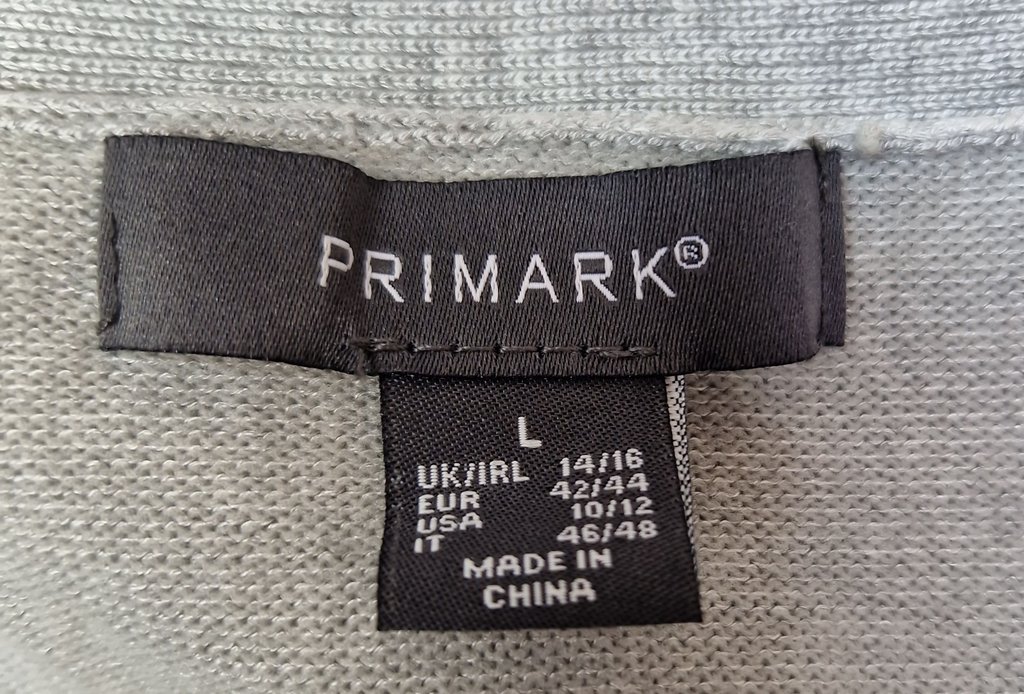 PRIMARK®
L
UK/IRL 14/16
EUR 42/44
USA 10/12
IT 46/48
MADE IN
CHINA